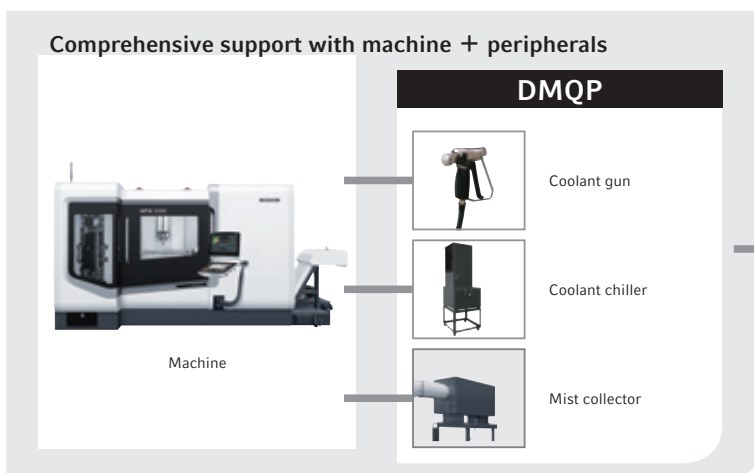 Comprehensive support with machine + peripherals
DMQP
Coolant gun
Coolant chiller
Machine
Mist collector